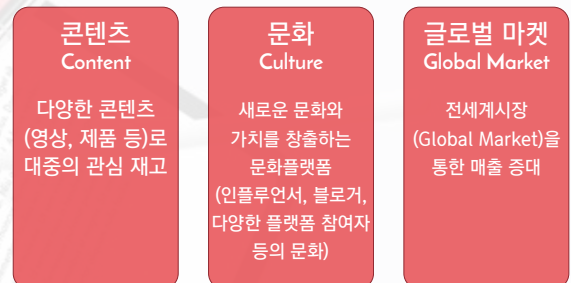 콘텐츠
Content
다양한 콘텐츠
(영상, 제품 등)로
대중의 관심 재고
문화
Culture
새로운 문화와
가치를 창출하는
문화플랫폼
(인플루언서, 블로거,
다양한 플랫폼 참여자
등의 문화)
글로벌 마켓
Global Market
전세계시장
(Global Market)을
통한 매출 증대